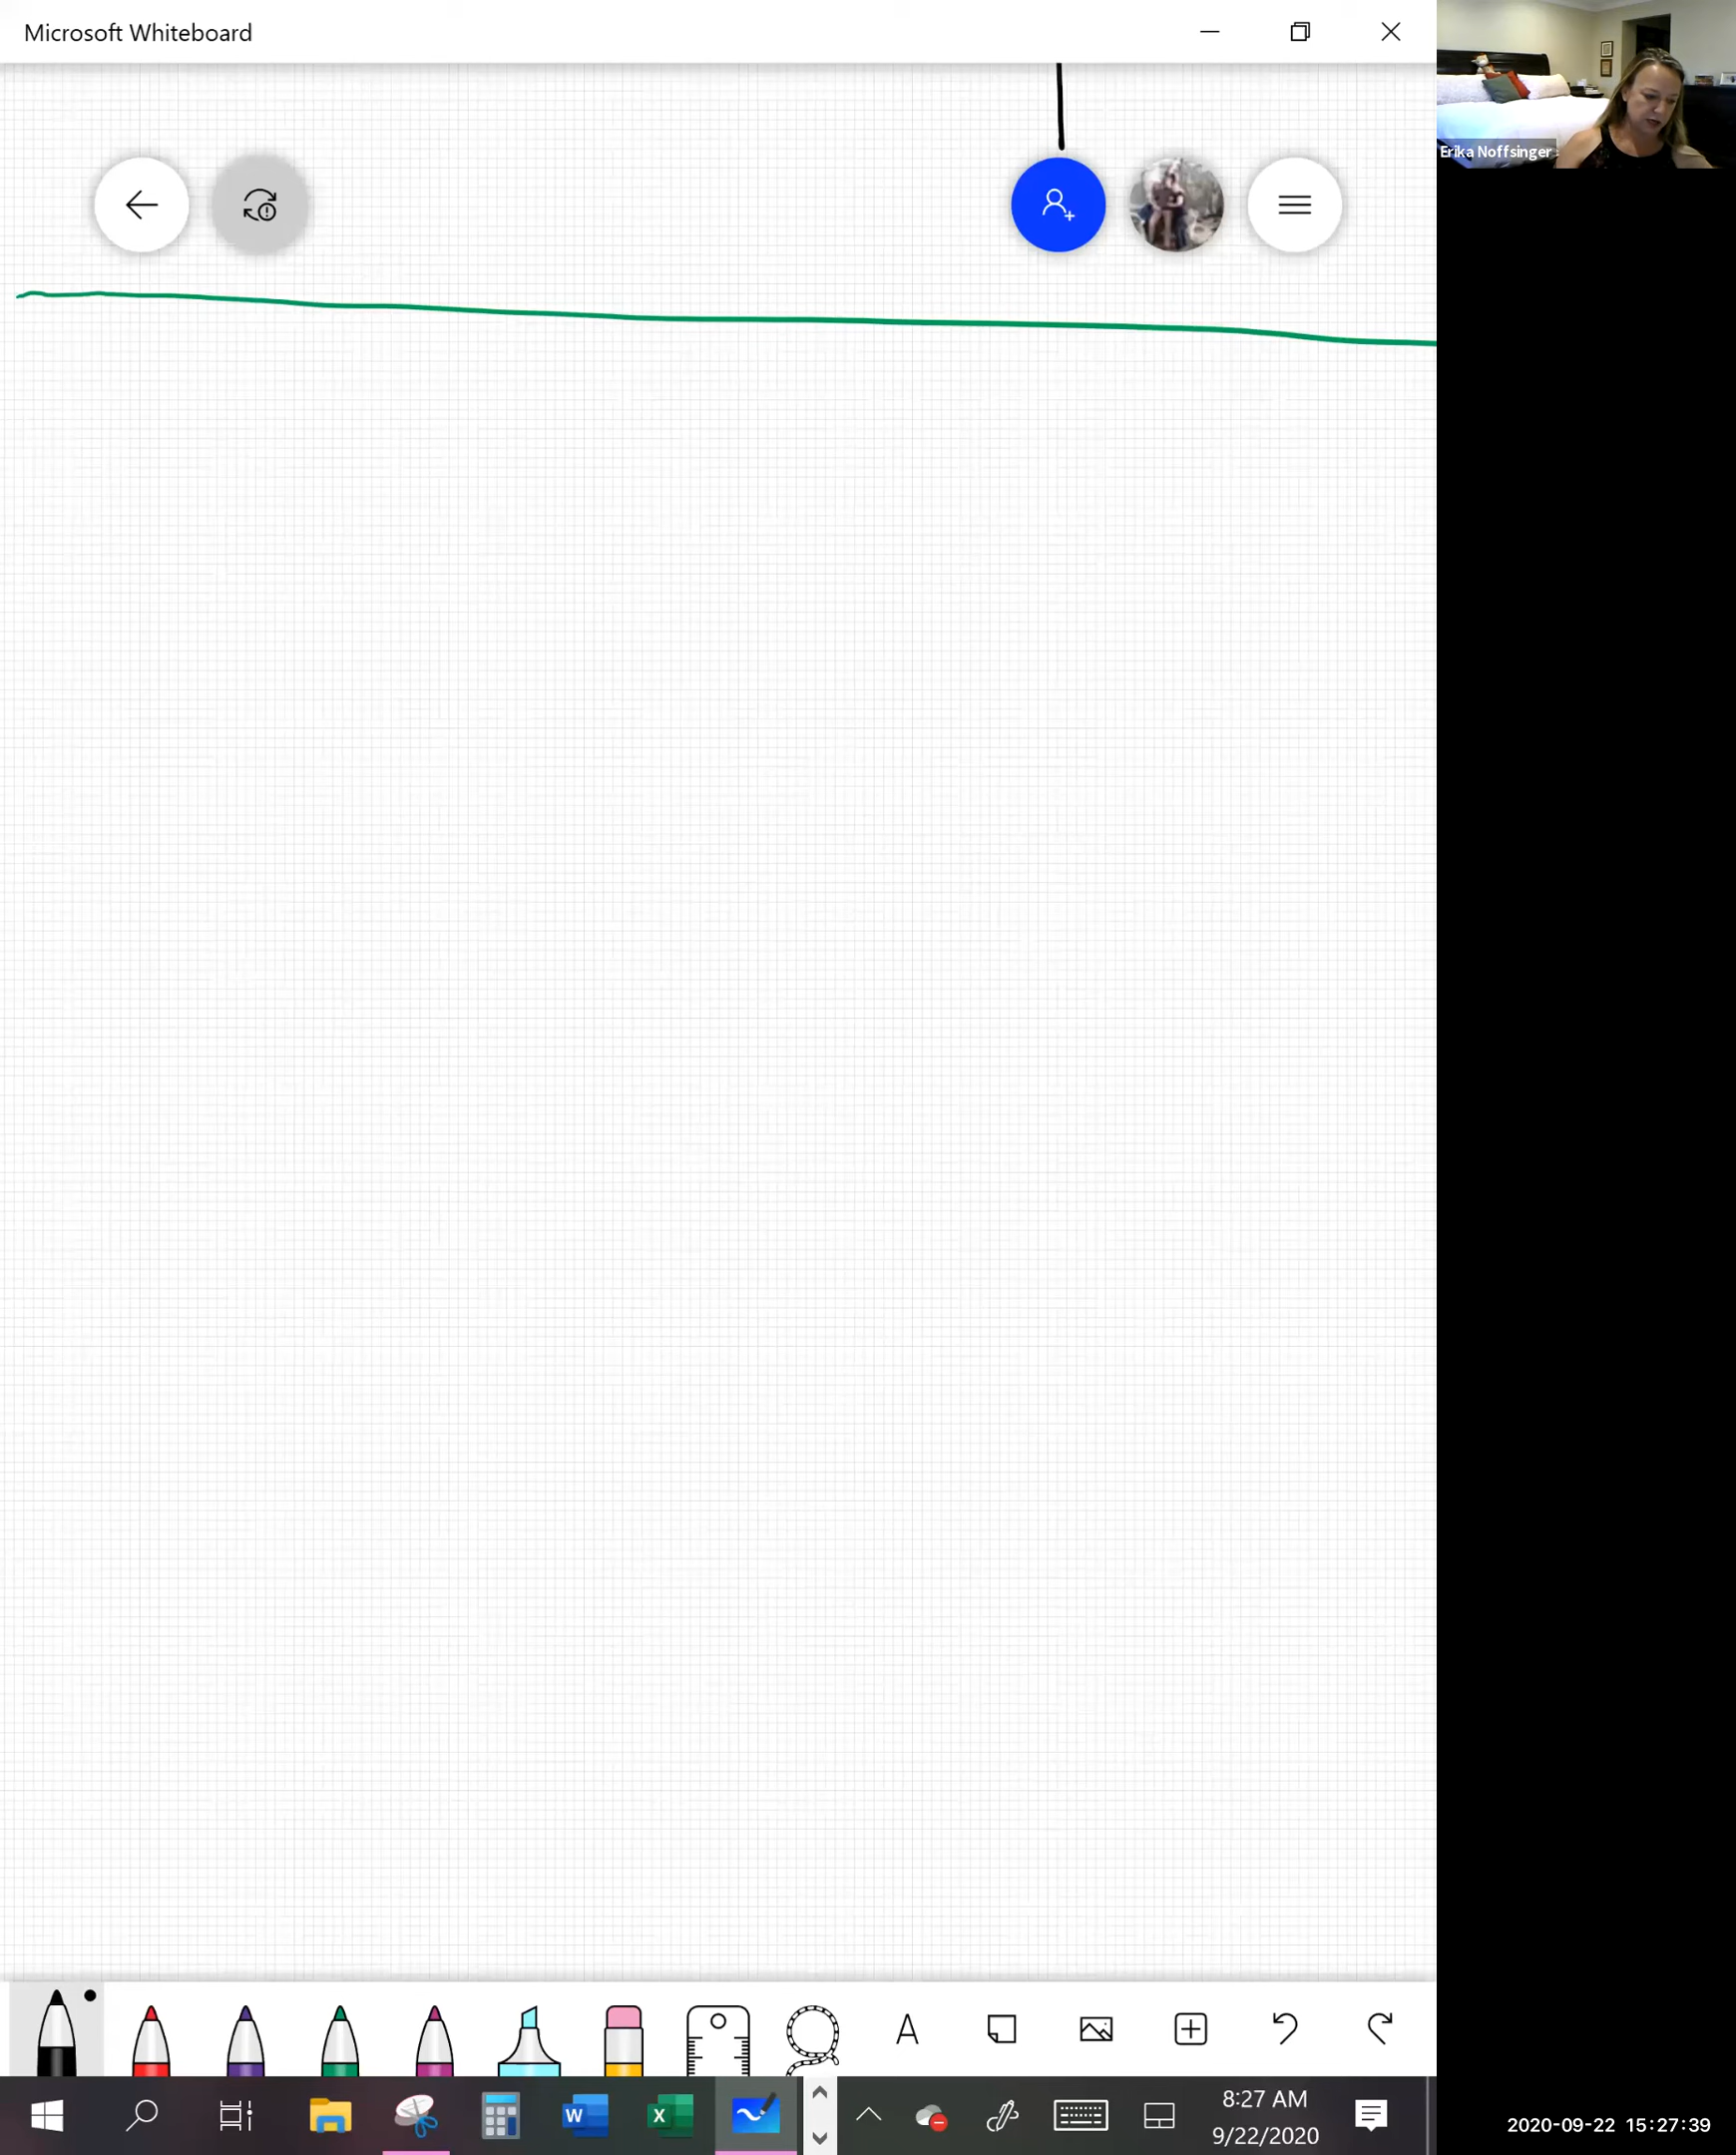 Microsoft Whiteboard
Erika Noffsinger
A
W
X
8:27 AM
9/22/2020
2020-09-22 15:27:39